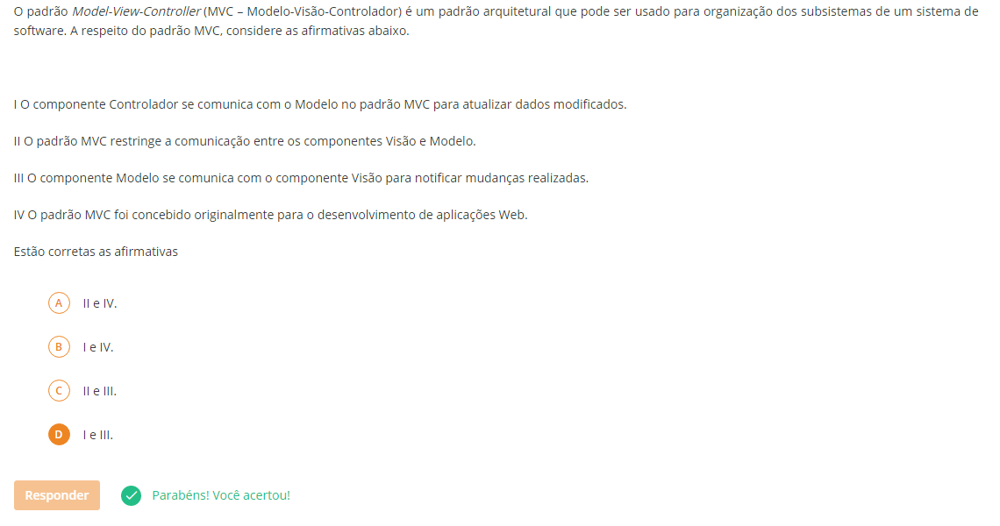 O padrão Model-View-Controller (MVC – Modelo-Visão-Controlador) é um padrão arquitetural que pode ser usado para organização dos subsistemas de um sistema de
software. A respeito do padrão MVC, considere as afirmativas abaixo.
I O componente Controlador se comunica com o Modelo no padrão MVC para atualizar dados modificados.
II O padrão MVC restringe a comunicação entre os componentes Visão e Modelo.
III O componente Modelo se comunica com o componente Visão para notificar mudanças realizadas.
IV O padrão MVC foi concebido originalmente para o desenvolvimento de aplicações Web.
Estão corretas as afirmativas
A II e IV.
B I e IV.
C II e III.
D I e III.
Responder Parabéns! Você acertou!